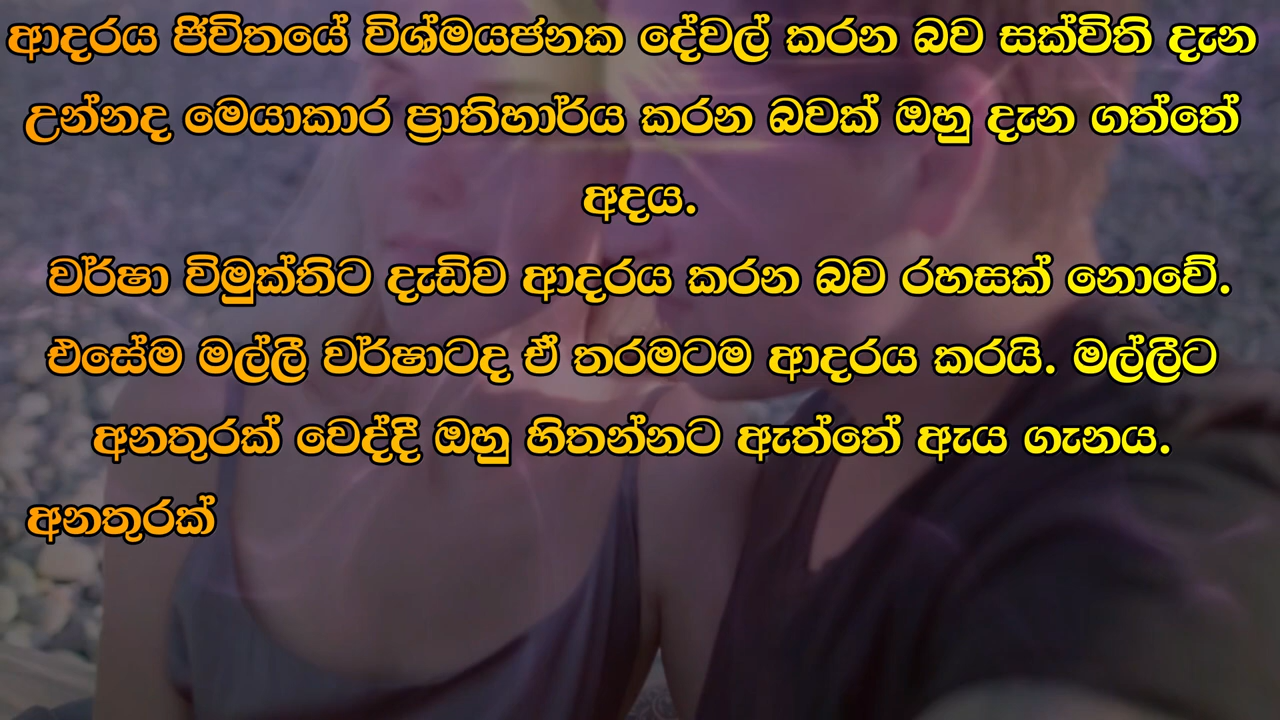 ආදරය ජීවිතයේ විශ්මයජනක දේවල් කරන බව සක්විති දැන
උන්නද මෙයාකාර ප්‍රාතිහාර්ය කරන බවක් ඔහු දැන ගත්තේ
අදය.
වර්ෂා විමුක්තිට දැඩිව ආදරය කරන බව රහසක් නොවේ.
එසේම මල්ලී වර්ෂාටද ඒ තරමටම ආදරය කරයි. මල්ලීට
අනතුරක් වෙද්දී ඔහු හිතන්නට ඇත්තේ ඇය ගැනය.
අනතුරක්